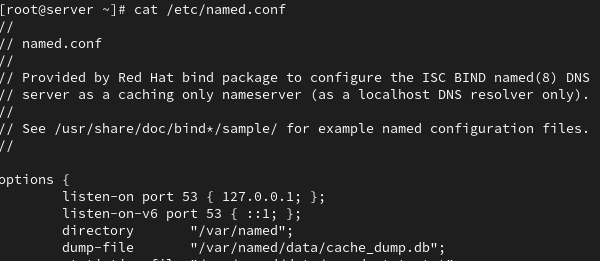 [root@server ~]# cat /etc/named.conf
//
// named.conf
//
// Provided by Red Hat bind package to configure the ISC BIND named(8) DNS
// server as a caching only nameserver (as a localhost DNS resolver only).
//
// See /usr/share/doc/bind*/sample/ for example named configuration files.
//
options {
listen-on port 53 { 127.0.0.1; };
listen-on-v6 port 53 { ::1; };
directory "/var/named";
dump-file "/var/named/data/cache_dump.db";